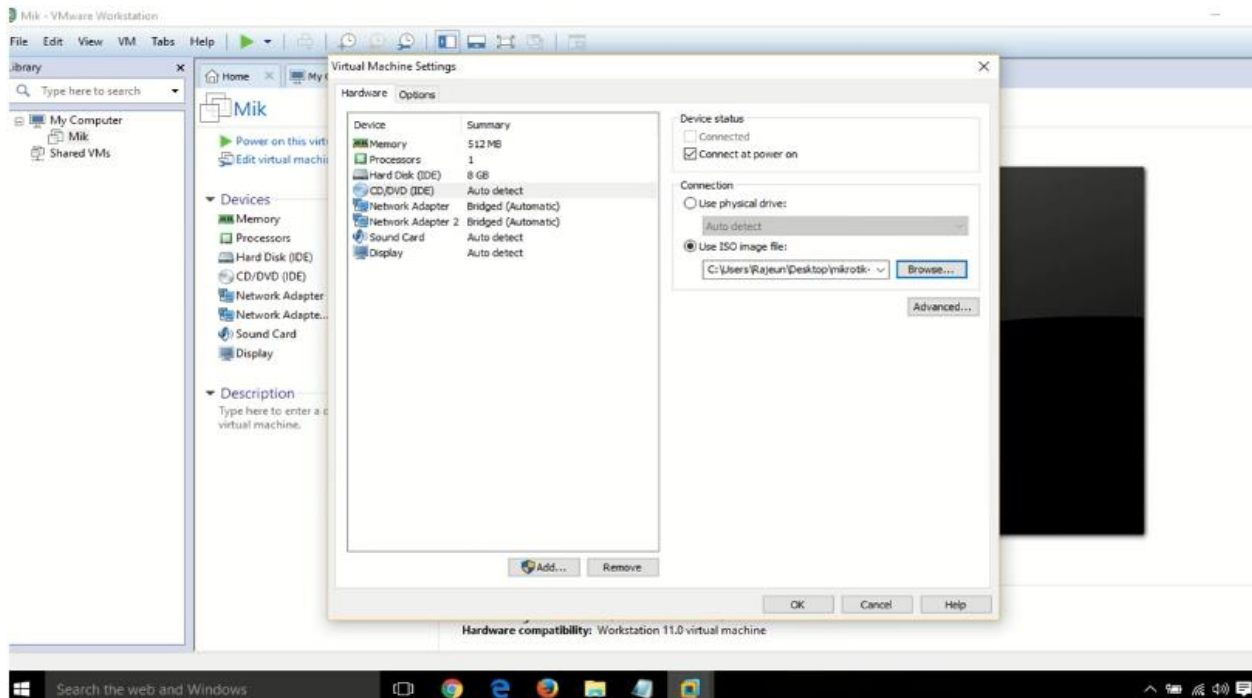 Mik - VMware Workstation
File Edit View VM Tabs Help
Library
Type here to search
My Computer
Mik
Shared VMs
Home
My
Mik
Power on this virt
Edit virtual machi
Devices
Memory
Processors
Hard Disk (IDE)
CD/DVD (IDE)
Network Adapter
Network Adapte...
Sound Card
Display
Description
Type here to enter a
virtual machine.
Virtual Machine Settings
Hardware Options
Device Summary
Memory 512 MB
Processors 1
Hard Disk (IDE) 8 GB
CD/DVD (IDE) Auto detect
Network Adapter Bridged (Automatic)
Network Adapter 2 Bridged (Automatic)
Sound Card Auto detect
Display Auto detect
Add... Remove
Device status
Connected
Connect at power on
Connection
Use physical drive:
Auto detect
Use ISO image file:
C:\Users\Rajeun\Desktop\mikrotik- Browse...
Advanced...
OK Cancel Help
Hardware compatibility: Workstation 11.0 virtual machine
Search the web and Windows